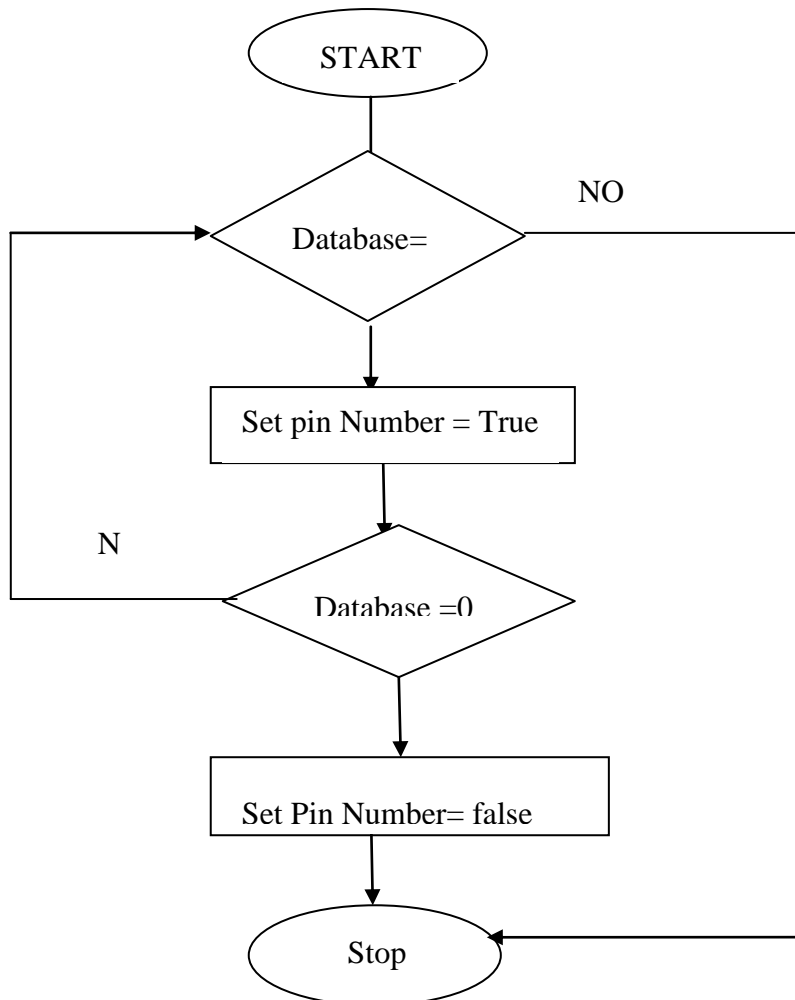 START
NO
Database=
Set pin Number = True
N
Database =0
Set Pin Number= false
Stop